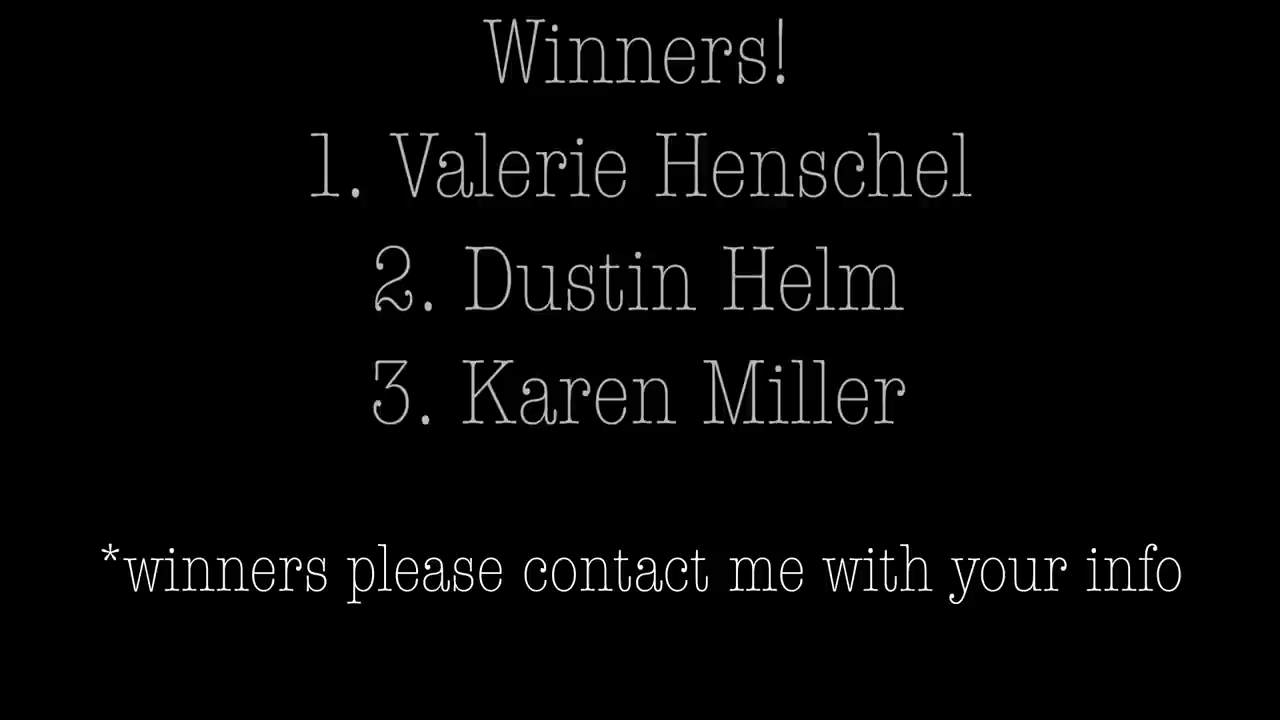 Winners!
1. Valerie Henschel
2. Dustin Helm
3. Karen Miller
*winners please contact me with your info